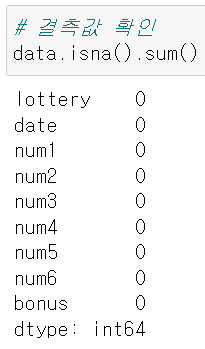 # 결측값 확인
data.isna().sum()
lottery 0
date 0
num1 0
num2 0
num3 0
num4 0
num5 0
num6 0
bonus 0
dtype: int64